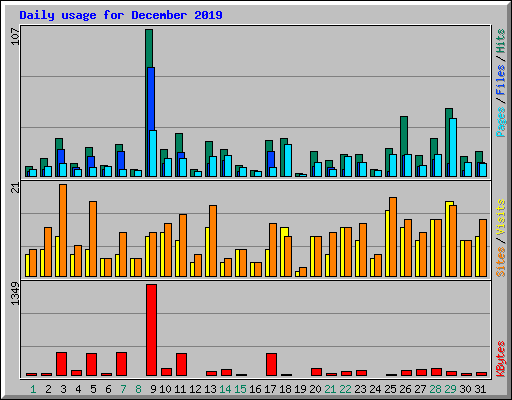 Daily usage for December 2019
107
Pages / Files / Hits
21
Sites / Visits
1349
KBytes
1 2 3 4 5 6 7 8 9 10 11 12 13 14 15 16 17 18 19 20 21 22 23 24 25 26 27 28 29 30 31